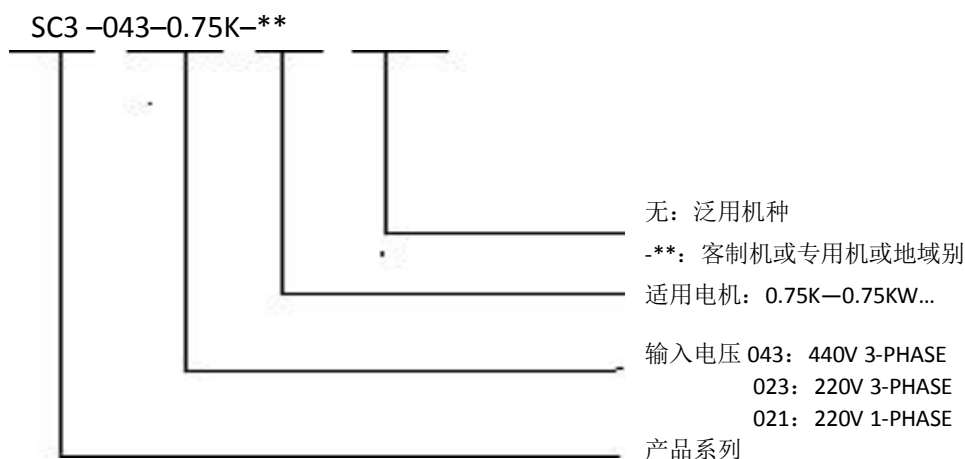 SC3 –043–0.75K–**
无：泛用机种
-**：客制机或专用机或地域别
适用电机：0.75K—0.75KW…
输入电压 043：440V 3-PHASE
023：220V 3-PHASE
021：220V 1-PHASE
产品系列